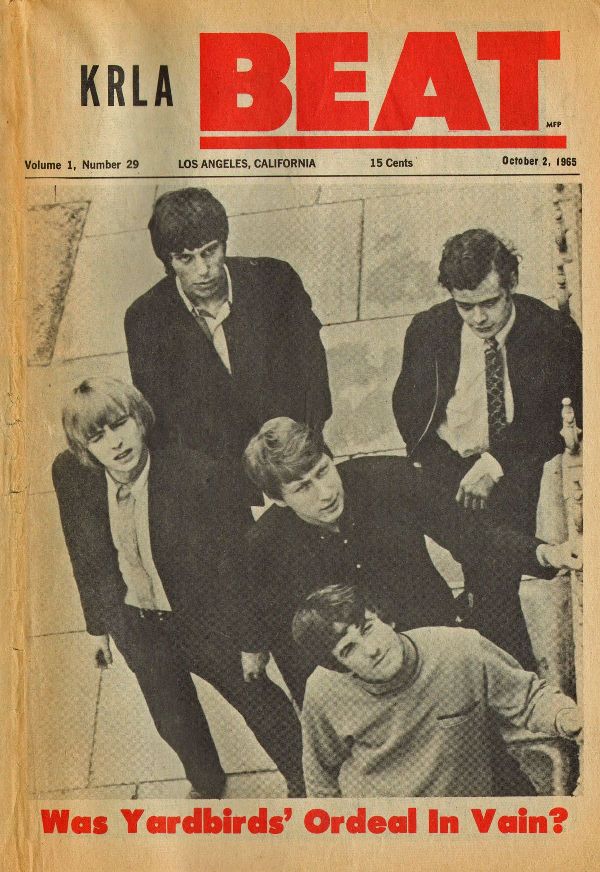 KRLA BEAT
MFP
Volume 1, Number 29 LOS ANGELES, CALIFORNIA 15 Cents October 2, 1965
Was Yardbirds' Ordeal In Vain?